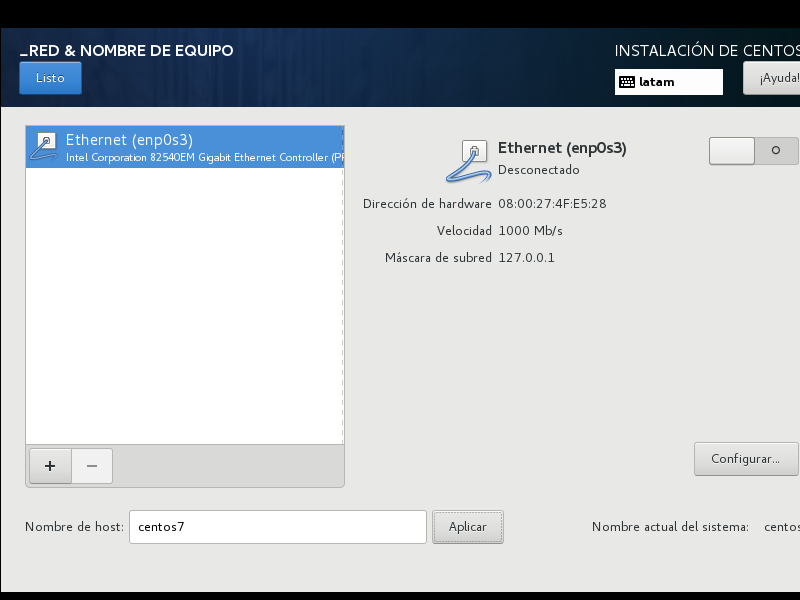 _RED & NOMBRE DE EQUIPO
INSTALACIÓN DE CENTOS
Listo
latam
¡Ayuda!
Ethernet (enp0s3)
Intel Corporation 82540EM Gigabit Ethernet Controller (PR
Ethernet (enp0s3)
Desconectado
Dirección de hardware 08:00:27:4F:E5:28
Velocidad 1000 Mb/s
Máscara de subred 127.0.0.1
+ −
Configurar...
Nombre de host: centos7
Aplicar
Nombre actual del sistema: centos